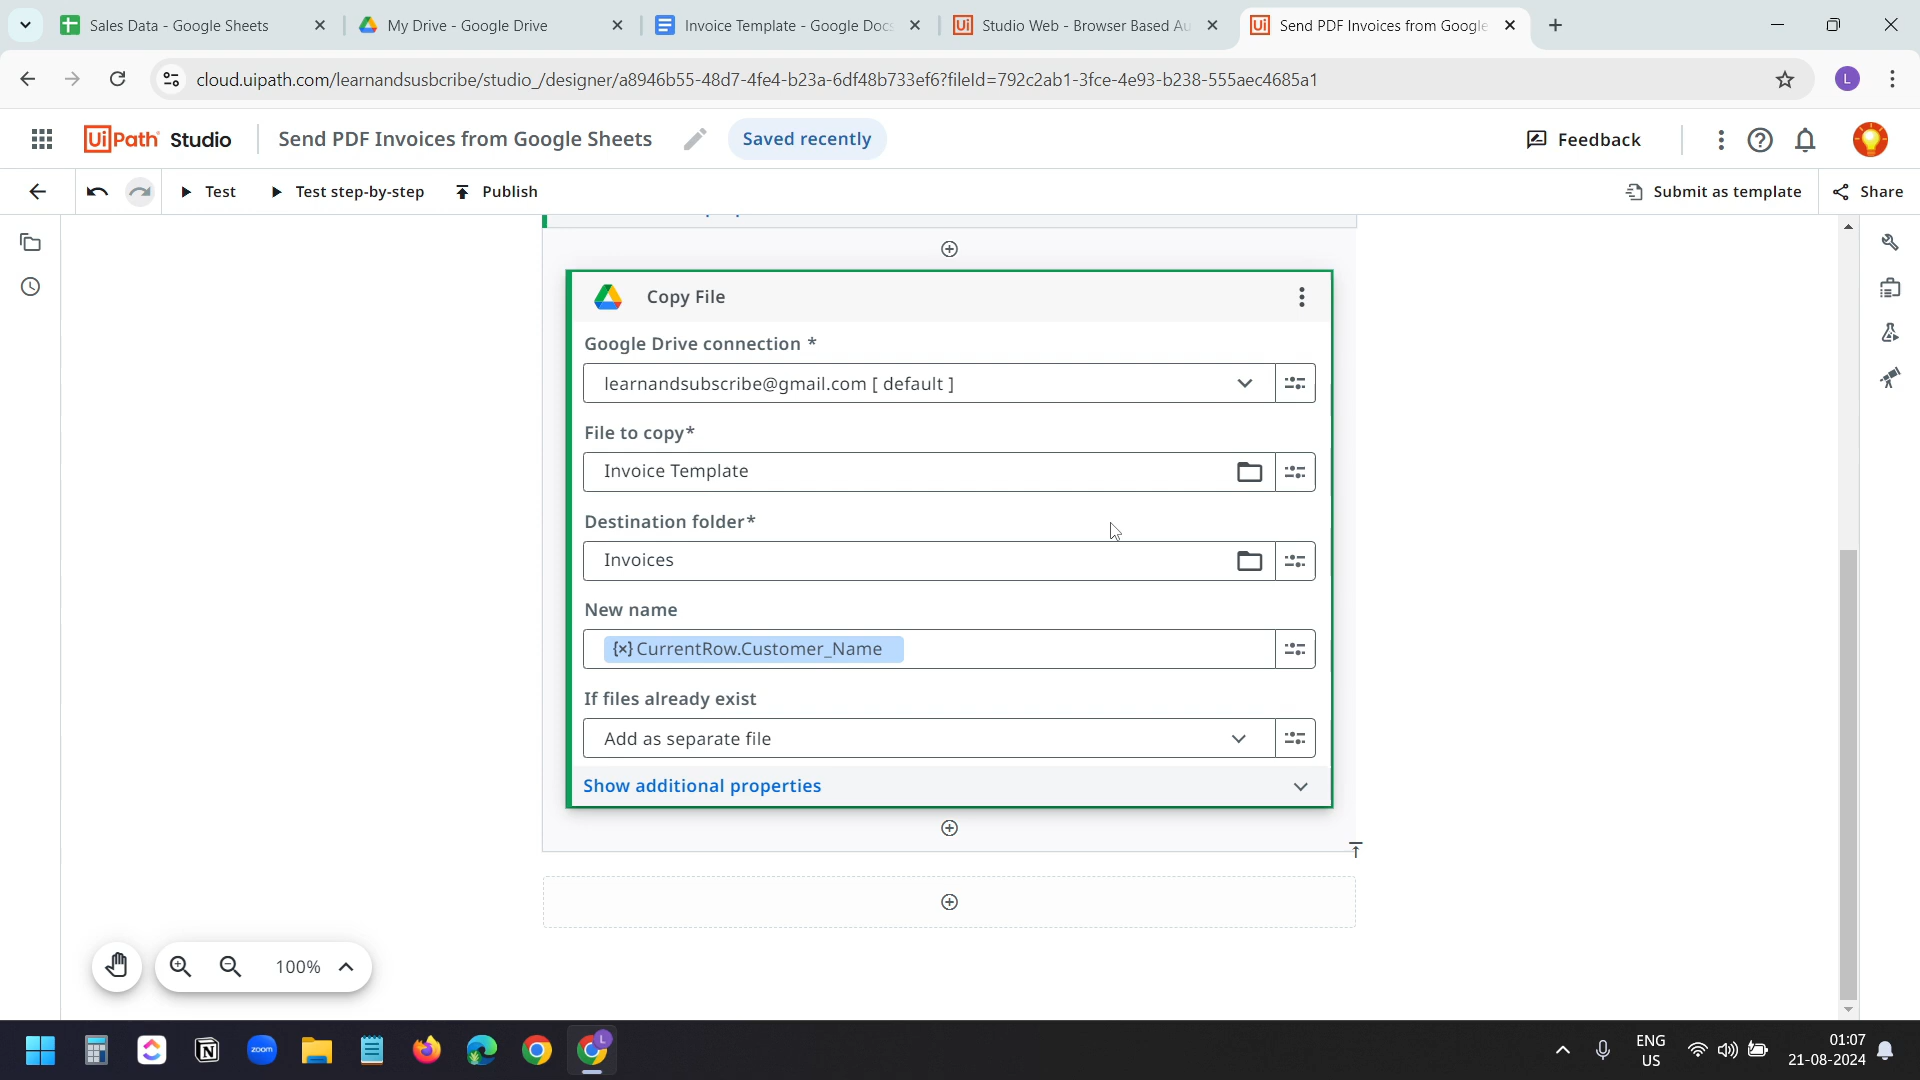 Sales Data - Google Sheets
My Drive - Google Drive
Invoice Template - Google Docs
Studio Web - Browser Based Au
Send PDF Invoices from Google
cloud.uipath.com/learnandsusbcribe/studio_/designer/a8946b55-48d7-4fe4-b23a-6df48b733ef6?fileId=792c2ab1-3fce-4e93-b238-555aec4685a1
L
UiPath Studio
Send PDF Invoices from Google Sheets
Saved recently
Feedback
Test
Test step-by-step
Publish
Submit as template
Share
Copy File
Google Drive connection *
learnandsubscribe@gmail.com [ default ]
File to copy*
Invoice Template
Destination folder*
Invoices
New name
{x} CurrentRow.Customer_Name
If files already exist
Add as separate file
Show additional properties
100%
zoom
L
ENG
US
01:07
21-08-2024